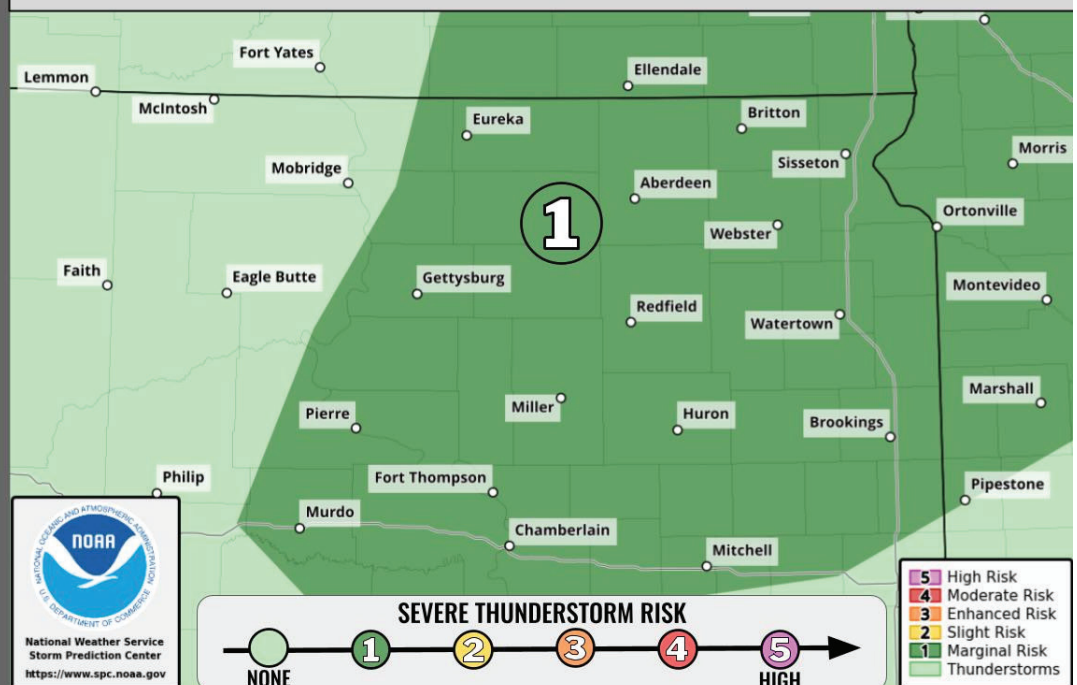 Fort Yates
Lemmon
McIntosh
Ellendale
Eureka
Britton
Mobridge
Sisseton
Morris
Aberdeen
Ortonville
Webster
1
Faith
Eagle Butte
Gettysburg
Redfield
Montevideo
Watertown
Marshall
Pierre
Miller
Huron
Brookings
Philip
Fort Thompson
Pipestone
Murdo
Chamberlain
Mitchell
NATIONAL OCEANIC AND ATMOSPHERIC ADMINISTRATION
NOAA
U.S. DEPARTMENT OF COMMERCE
National Weather Service
Storm Prediction Center
https://www.spc.noaa.gov
SEVERE THUNDERSTORM RISK
1 2 3 4 5
NONE HIGH
5 High Risk
4 Moderate Risk
3 Enhanced Risk
2 Slight Risk
1 Marginal Risk
Thunderstorms